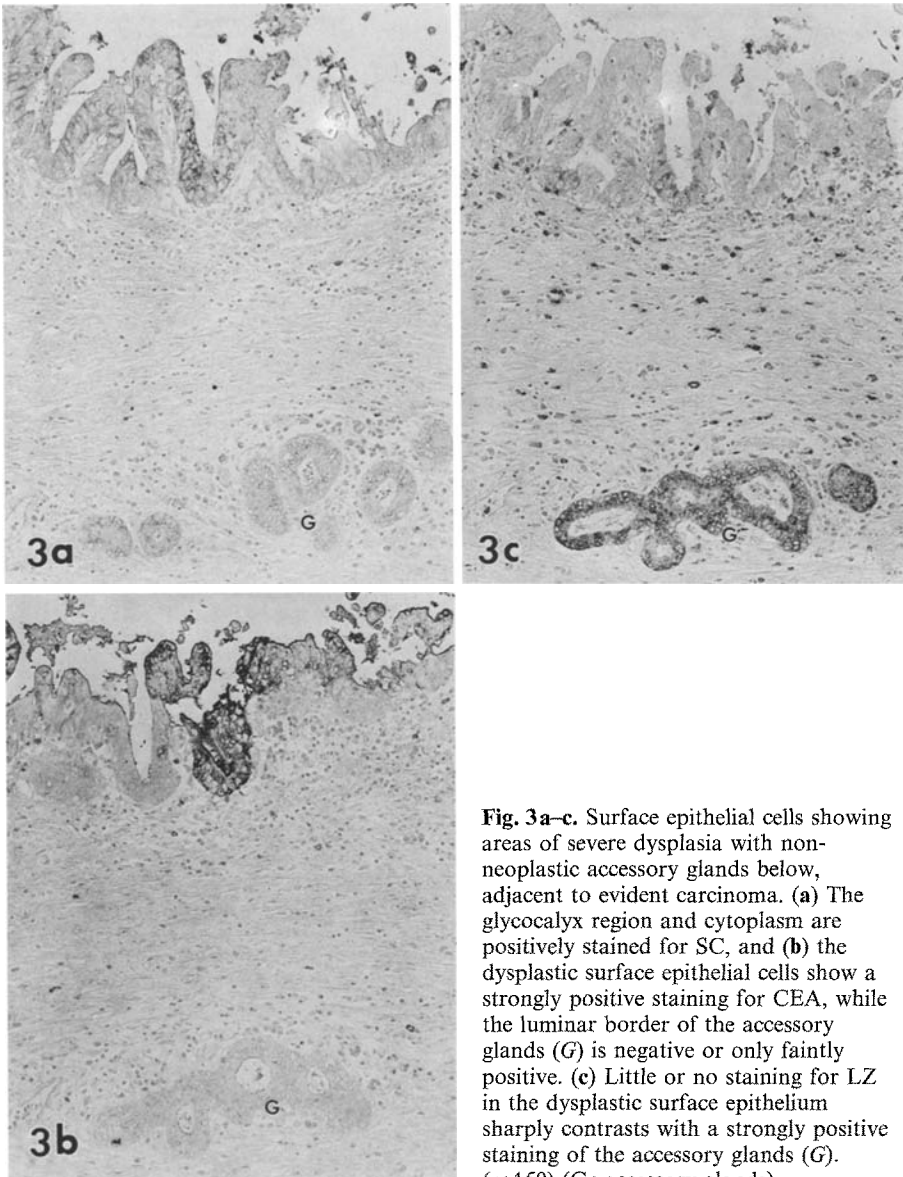 3a
G
3c
G
3b
G
Fig. 3a–c. Surface epithelial cells showing
areas of severe dysplasia with non-
neoplastic accessory glands below,
adjacent to evident carcinoma. (a) The
glycocalyx region and cytoplasm are
positively stained for SC, and (b) the
dysplastic surface epithelial cells show a
strongly positive staining for CEA, while
the luminar border of the accessory
glands (G) is negative or only faintly
positive. (c) Little or no staining for LZ
in the dysplastic surface epithelium
sharply contrasts with a strongly positive
staining of the accessory glands (G).